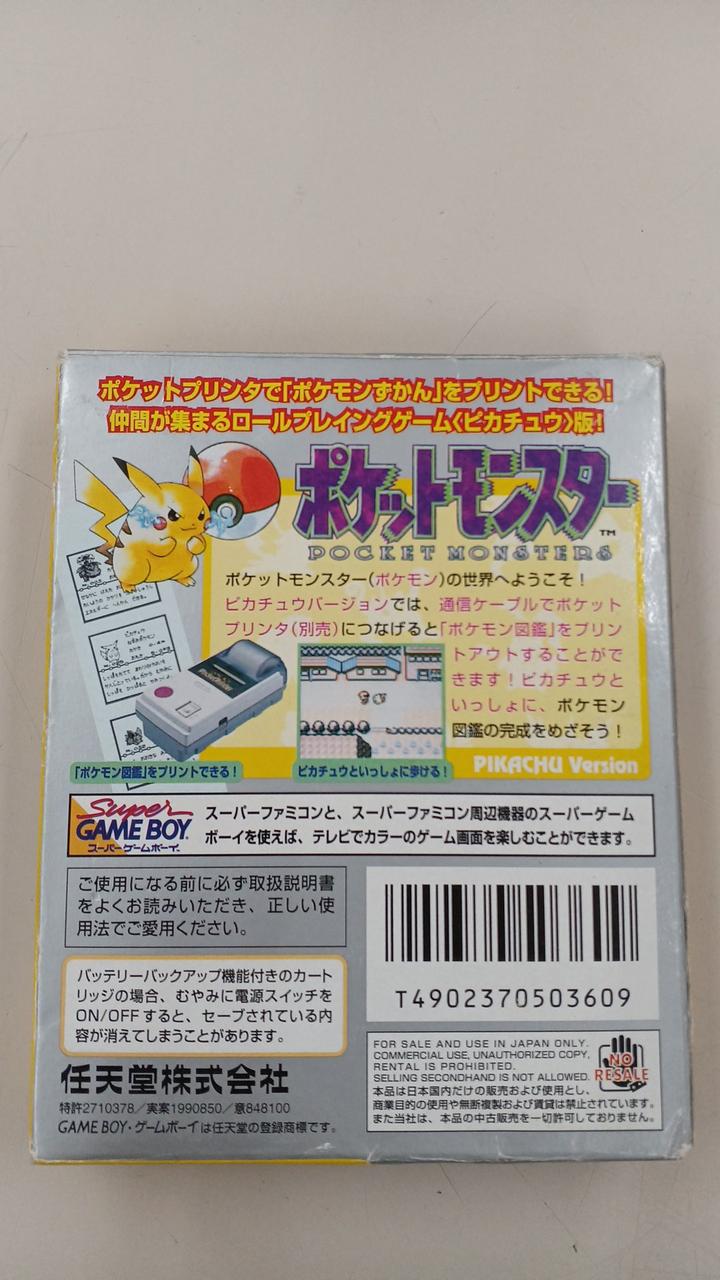 ポケットプリンタで「ポケモンずかん」をプリントできる!
仲間が集まるロールプレイングゲーム〈ピカチュウ〉版!
ポケットモンスター
TM
POCKET MONSTERS
ポケットモンスター(ポケモン)の世界へようこそ!
ピカチュウバージョンでは、通信ケーブルでポケット
プリンタ(別売)につなげると「ポケモン図鑑」をプリン
トアウトすることがで
きます!ピカチュウと
いっしょに、ポケモン
図鑑の完成をめざそう!
「ポケモン図鑑」をプリントできる!
ピカチュウといっしょに歩ける!
PIKACHU Version
Super
GAME BOY
スーパーゲームボーイ
スーパーファミコンと、スーパーファミコン周辺機器のスーパーゲーム
ボーイを使えば、テレビでカラーのゲーム画面を楽しむことができます。
ご使用になる前に必ず取扱説明書
をよくお読みいただき、正しい使
用法でご愛用ください。
バッテリーバックアップ機能付きのカート
リッジの場合、むやみに電源スイッチを
ON/OFFすると、セーブされている内
容が消えてしまうことがあります。
T4902370503609
任天堂株式会社
特許2710378/実案1990850/意848100
GAME BOY・ゲームボーイは任天堂の登録商標です。
FOR SALE AND USE IN JAPAN ONLY.
COMMERCIAL USE, UNAUTHORIZED COPY,
RENTAL IS PROHIBITED.
SELLING SECONDHAND IS NOT ALLOWED.
NO
RESALE
本品は日本国内だけの販売および使用とし、
商業目的の使用や無断複製および賃貸は禁止されています。
また当社は、本品の中古販売を一切許可しておりません。